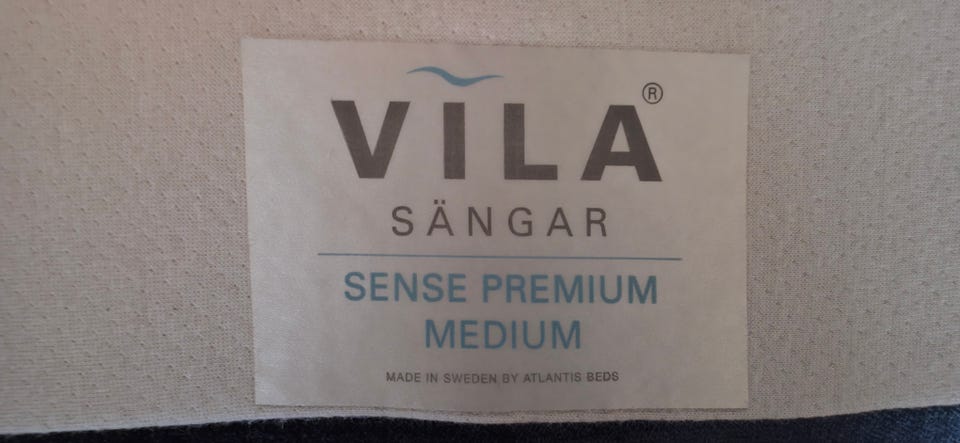 VILA®
SÄNGAR
SENSE PREMIUM
MEDIUM
MADE IN SWEDEN BY ATLANTIS BEDS